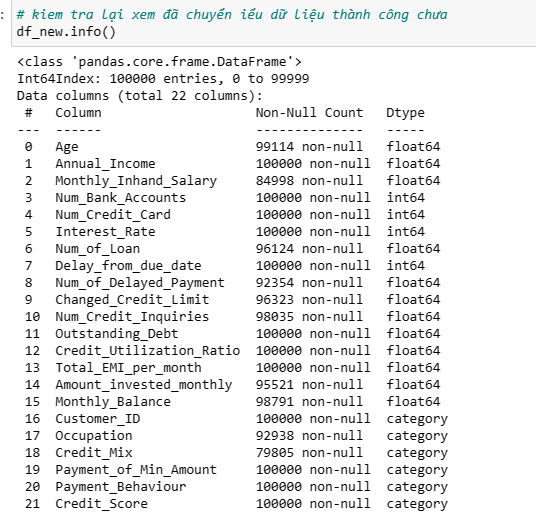 : # kiem tra lại xem đã chuyển iểu dữ liệu thành công chưa
df_new.info()
<class 'pandas.core.frame.DataFrame'>
Int64Index: 100000 entries, 0 to 99999
Data columns (total 22 columns):
 #   Column                    Non-Null Count   Dtype
---  ------                    --------------   -----
 0   Age                       99114 non-null   float64
 1   Annual_Income             100000 non-null  float64
 2   Monthly_Inhand_Salary     84998 non-null   float64
 3   Num_Bank_Accounts         100000 non-null  int64
 4   Num_Credit_Card           100000 non-null  int64
 5   Interest_Rate             100000 non-null  int64
 6   Num_of_Loan               96124 non-null   float64
 7   Delay_from_due_date       100000 non-null  int64
 8   Num_of_Delayed_Payment    92354 non-null   float64
 9   Changed_Credit_Limit      96323 non-null   float64
 10  Num_Credit_Inquiries      98035 non-null   float64
 11  Outstanding_Debt          100000 non-null  float64
 12  Credit_Utilization_Ratio  100000 non-null  float64
 13  Total_EMI_per_month       100000 non-null  float64
 14  Amount_invested_monthly   95521 non-null   float64
 15  Monthly_Balance           98791 non-null   float64
 16  Customer_ID               100000 non-null  category
 17  Occupation                92938 non-null   category
 18  Credit_Mix                79805 non-null   category
 19  Payment_of_Min_Amount     100000 non-null  category
 20  Payment_Behaviour         100000 non-null  category
 21  Credit_Score              100000 non-null  category